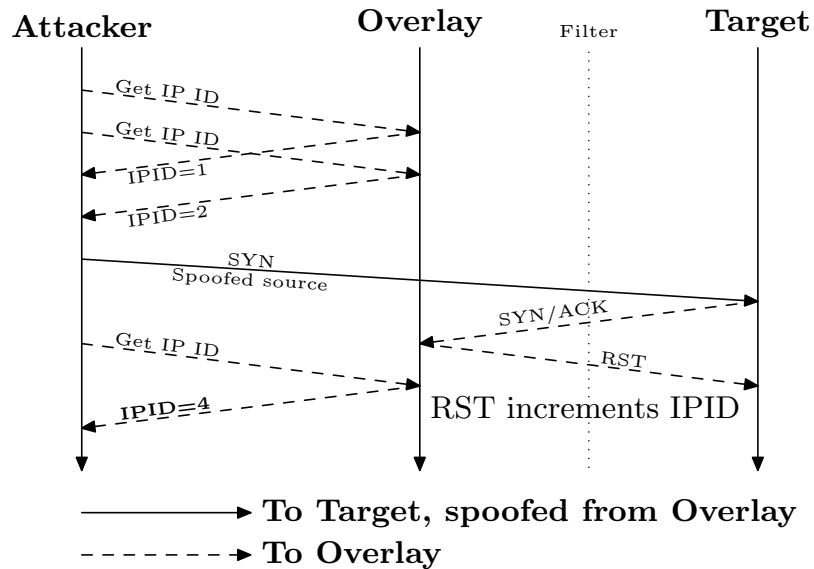 Attacker Overlay Filter Target
Get IP ID
Get IP ID
IPID=1
IPID=2
SYN
Spoofed source
SYN/ACK
Get IP ID
RST
IPID=4
RST increments IPID
To Target, spoofed from Overlay
To Overlay